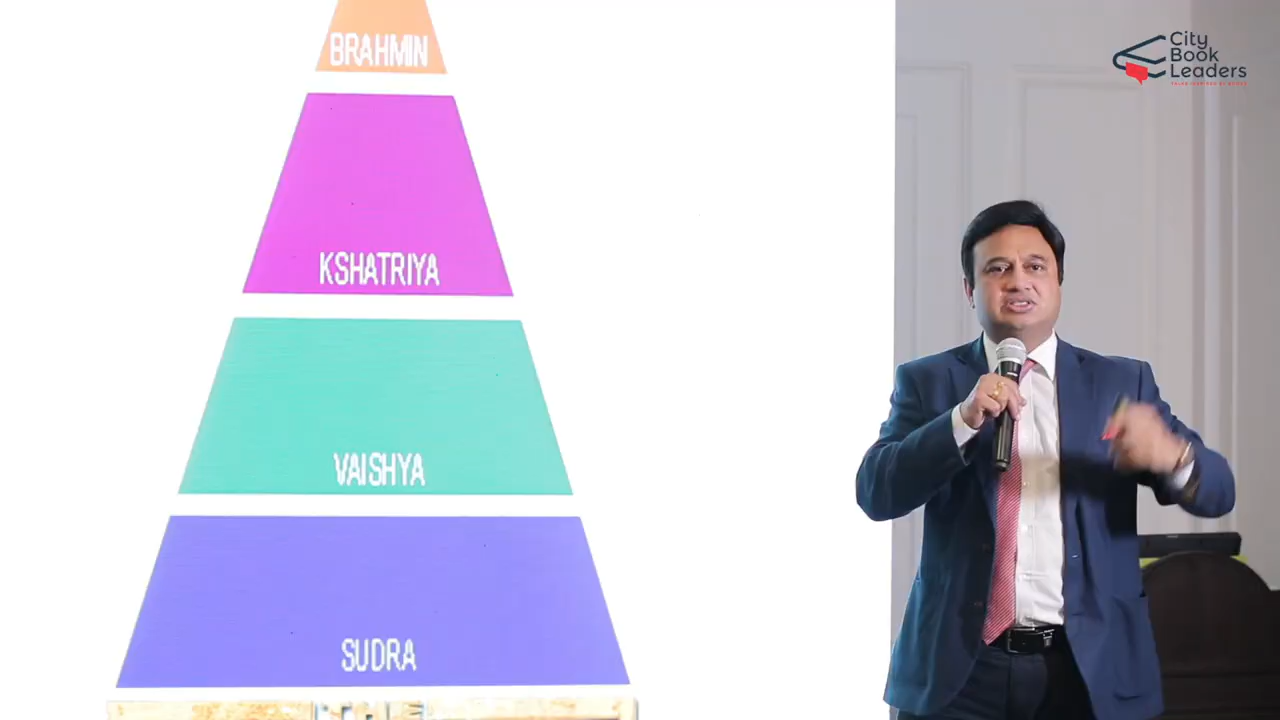 BRAHMIN
KSHATRIYA
VAISHYA
SUDRA
City
Book
Leaders